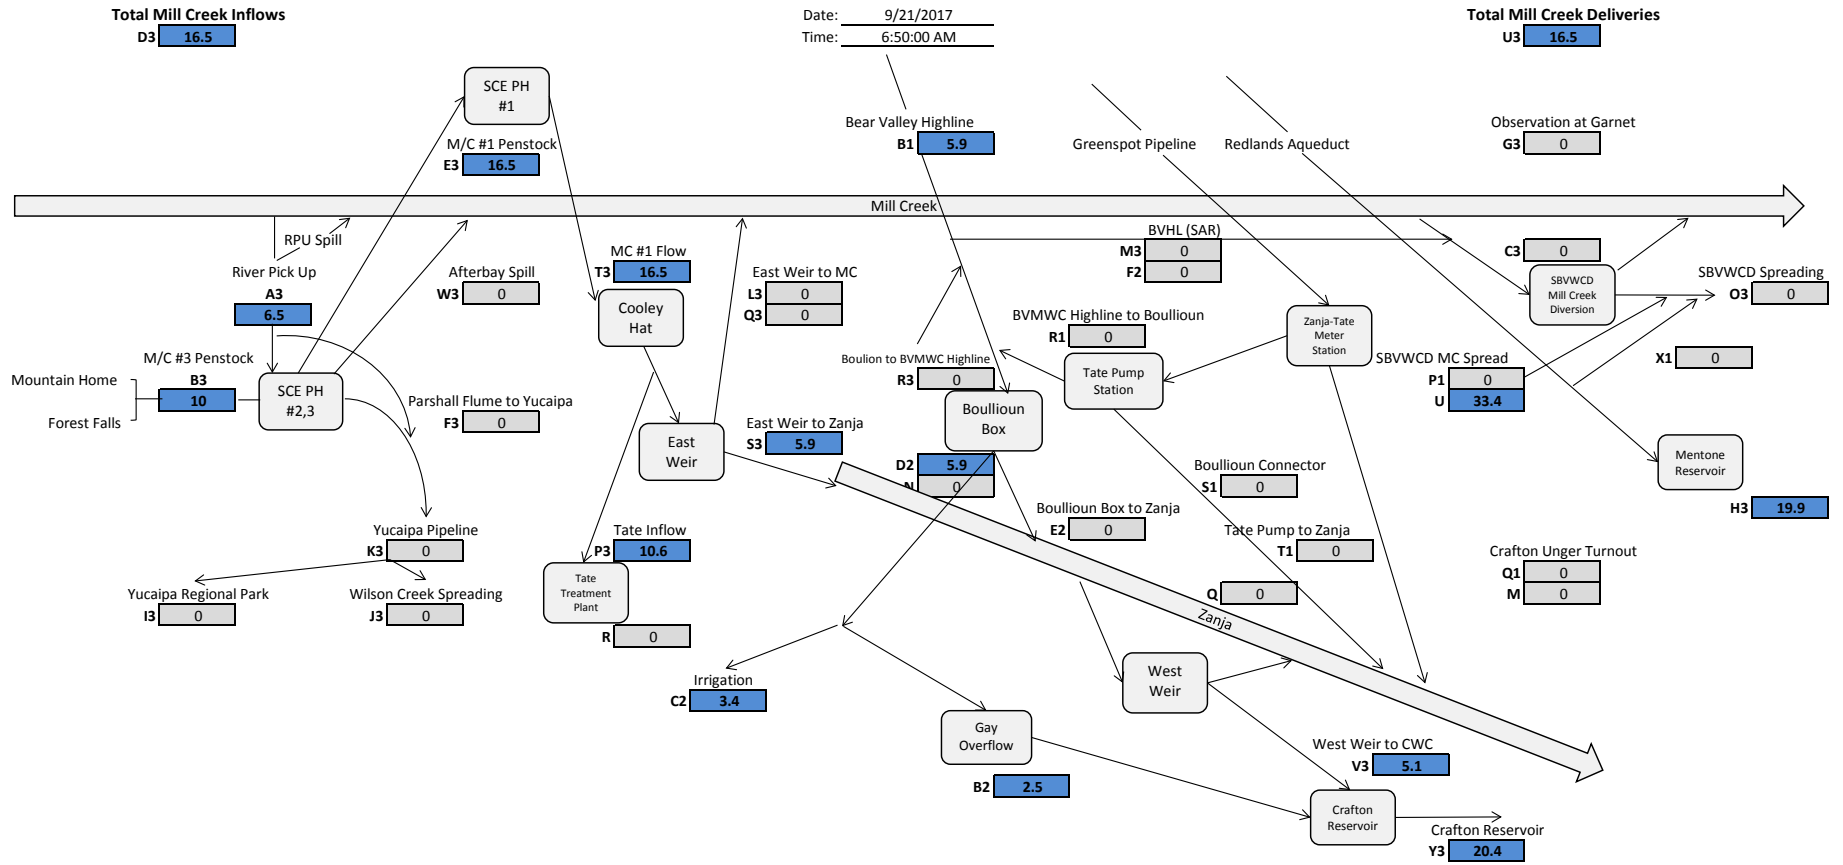 Total Mill Creek Inflows
D3 16.5
Date: 9/21/2017
Time: 6:50:00 AM
Total Mill Creek Deliveries
U3 16.5
SCE PH
#1
M/C #1 Penstock
E3 16.5
Bear Valley Highline
B1 5.9
Greenspot Pipeline
Redlands Aqueduct
Observation at Garnet
G3 0
Mill Creek
RPU Spill
River Pick Up
A3
6.5
Afterbay Spill
W3 0
MC #1 Flow
T3 16.5
Cooley
Hat
East Weir to MC
L3 0
Q3 0
BVHL (SAR)
M3 0
F2 0
C3 0
SBVWCD
Mill Creek
Diversion
SBVWCD Spreading
O3 0
BVMWC Highline to Boullioun
R1 0
Zanja-Tate
Meter
Station
M/C #3 Penstock
B3
10
Mountain Home
Forest Falls
SCE PH
#2,3
Parshall Flume to Yucaipa
F3 0
Boulion to BVMWC Highline
R3 0
Tate Pump
Station
SBVWCD MC Spread
P1 0
U 33.4
X1 0
Boullioun
Box
East
Weir
East Weir to Zanja
S3 5.9
D2 5.9
N 0
Boullioun Connector
S1 0
Mentone
Reservoir
H3 19.9
Boullioun Box to Zanja
E2 0
Tate Pump to Zanja
T1 0
Yucaipa Pipeline
K3 0
Tate Inflow
P3 10.6
Tate
Treatment
Plant
R 0
Crafton Unger Turnout
Q1 0
M 0
Yucaipa Regional Park
I3 0
Wilson Creek Spreading
J3 0
Q 0
Zanja
Irrigation
C2 3.4
West
Weir
Gay
Overflow
B2 2.5
West Weir to CWC
V3 5.1
Crafton
Reservoir
Crafton Reservoir
Y3 20.4